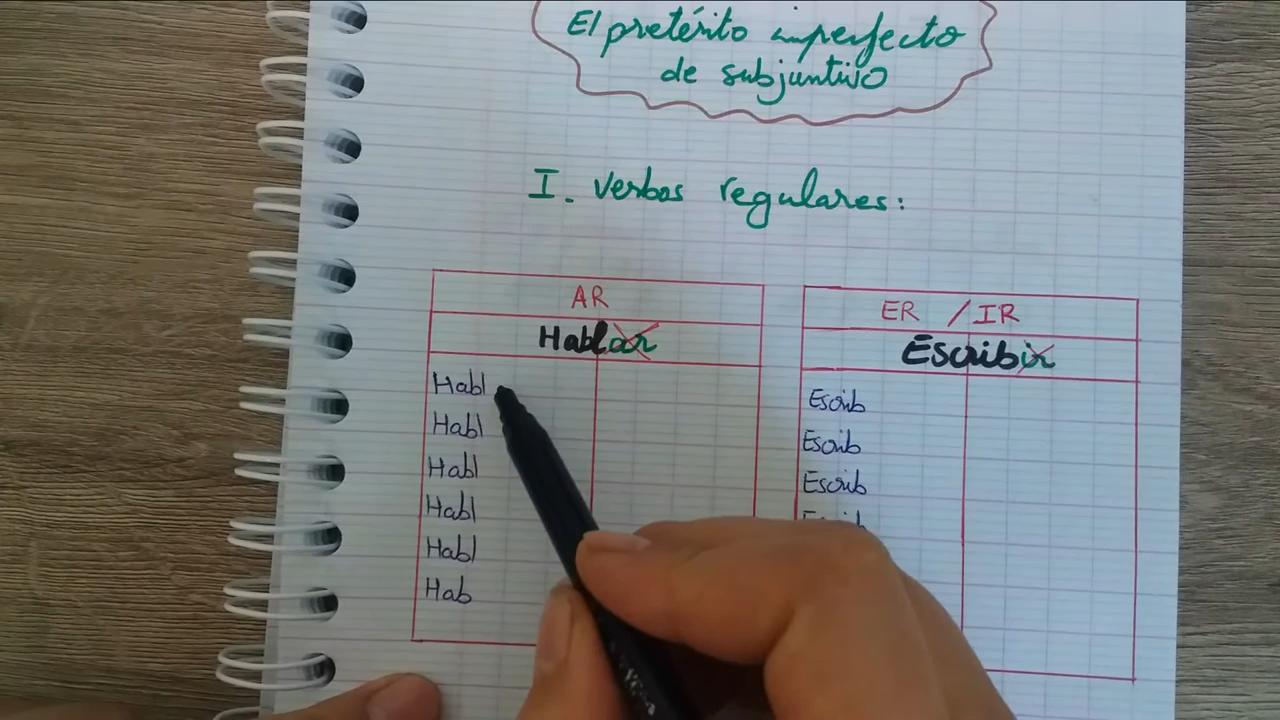 El pretérito imperfecto
de subjuntivo
I. Verbos regulares:
AR
Hablar
Habl
Habl
Habl
Habl
Habl
Hab
ER / IR
Escribir
Escrib
Escrib
Escrib